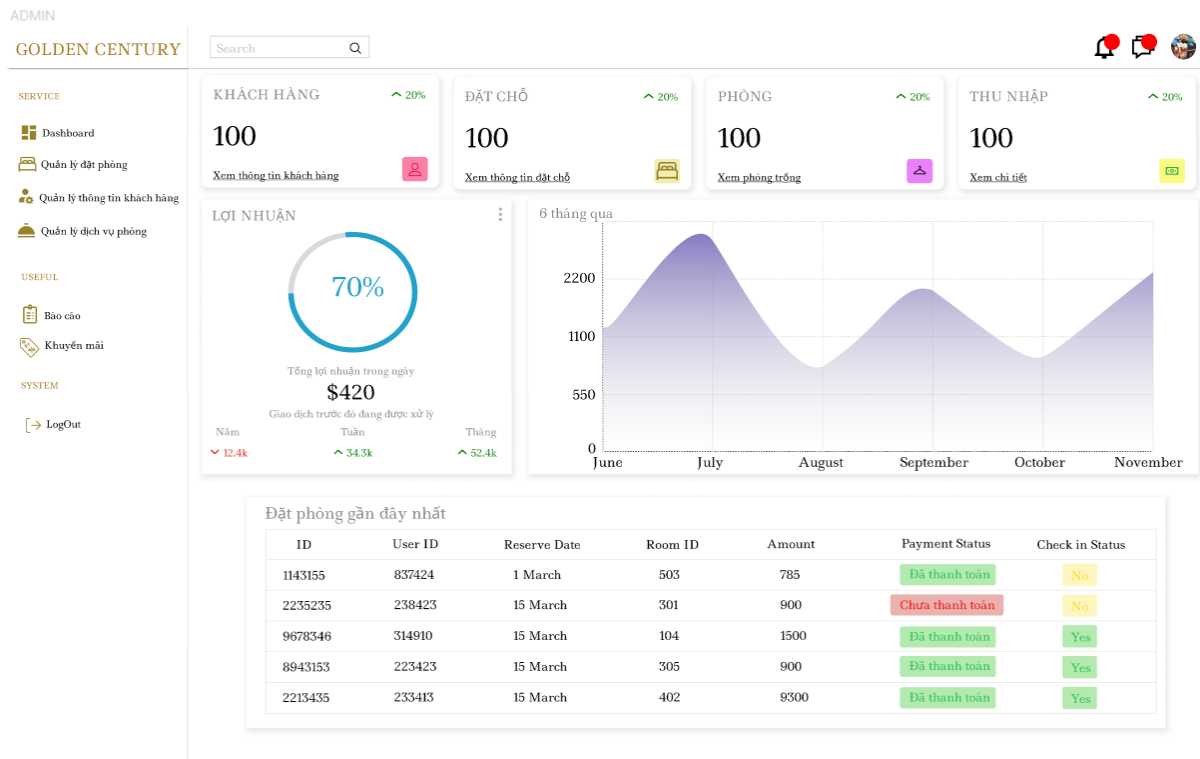 ADMIN
GOLDEN CENTURY
Search
SERVICE
Dashboard
Quản lý đặt phòng
Quản lý thông tin khách hàng
Quản lý dịch vụ phòng
USEFUL
Báo cáo
Khuyến mãi
SYSTEM
LogOut
KHÁCH HÀNG 20%
100
Xem thông tin khách hàng
ĐẶT CHỖ 20%
100
Xem thông tin đặt chỗ
PHÒNG 20%
100
Xem phòng trống
THU NHẬP 20%
100
Xem chi tiết
LỢI NHUẬN
70%
Tổng lợi nhuận trong ngày
$420
Giao dịch trước đó đang được xử lý
Năm Tuần Tháng
12.4k 34.3k 52.4k
6 tháng qua
2200
1100
550
0
June July August September October November
Đặt phòng gần đây nhất
ID User ID Reserve Date Room ID Amount Payment Status Check in Status
1143155 837424 1 March 503 785 Đã thanh toán No
2235235 238423 15 March 301 900 Chưa thanh toán No
9678346 314910 15 March 104 1500 Đã thanh toán Yes
8943153 223423 15 March 305 900 Đã thanh toán Yes
2213435 233413 15 March 402 9300 Đã thanh toán Yes